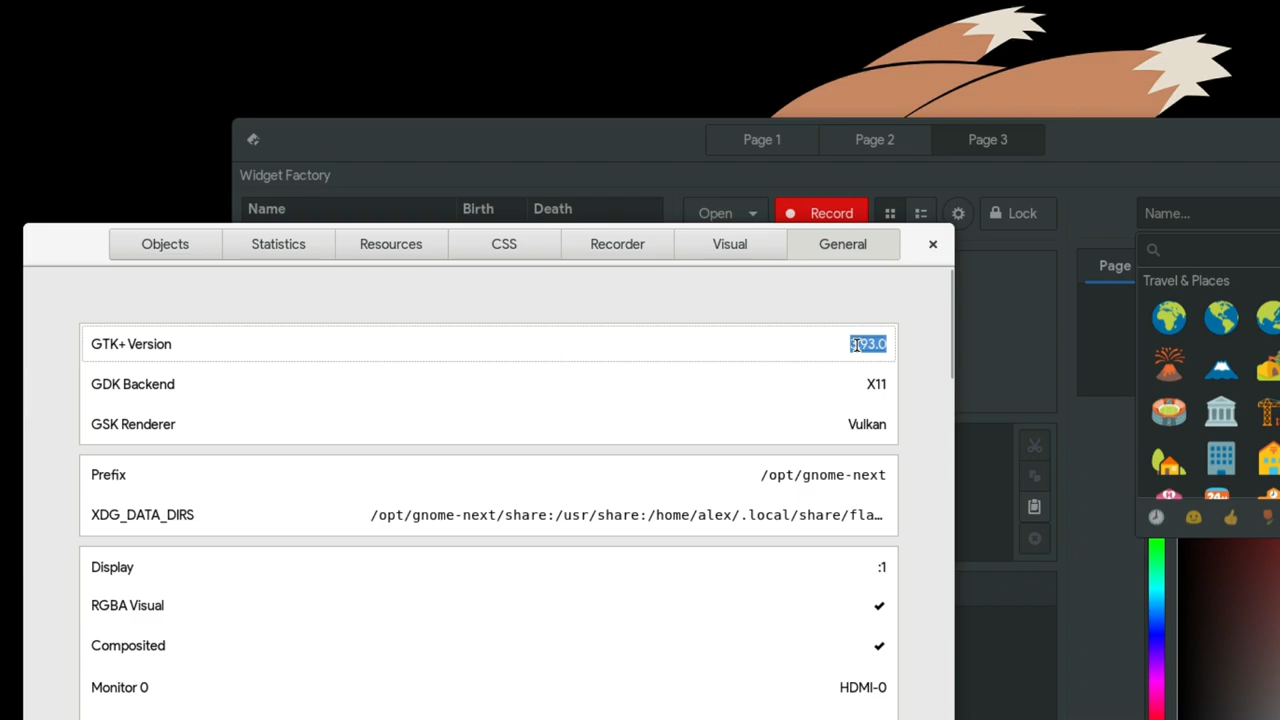 Page 1 Page 2 Page 3
Widget Factory
Name Birth Death
Open Record Lock Name...
Objects Statistics Resources CSS Recorder Visual General
Page
Travel & Places
GTK+ Version 3.93.0
GDK Backend X11
GSK Renderer Vulkan
Prefix /opt/gnome-next
XDG_DATA_DIRS /opt/gnome-next/share:/usr/share:/home/alex/.local/share/fla…
Display :1
RGBA Visual
Composited
Monitor 0 HDMI-0